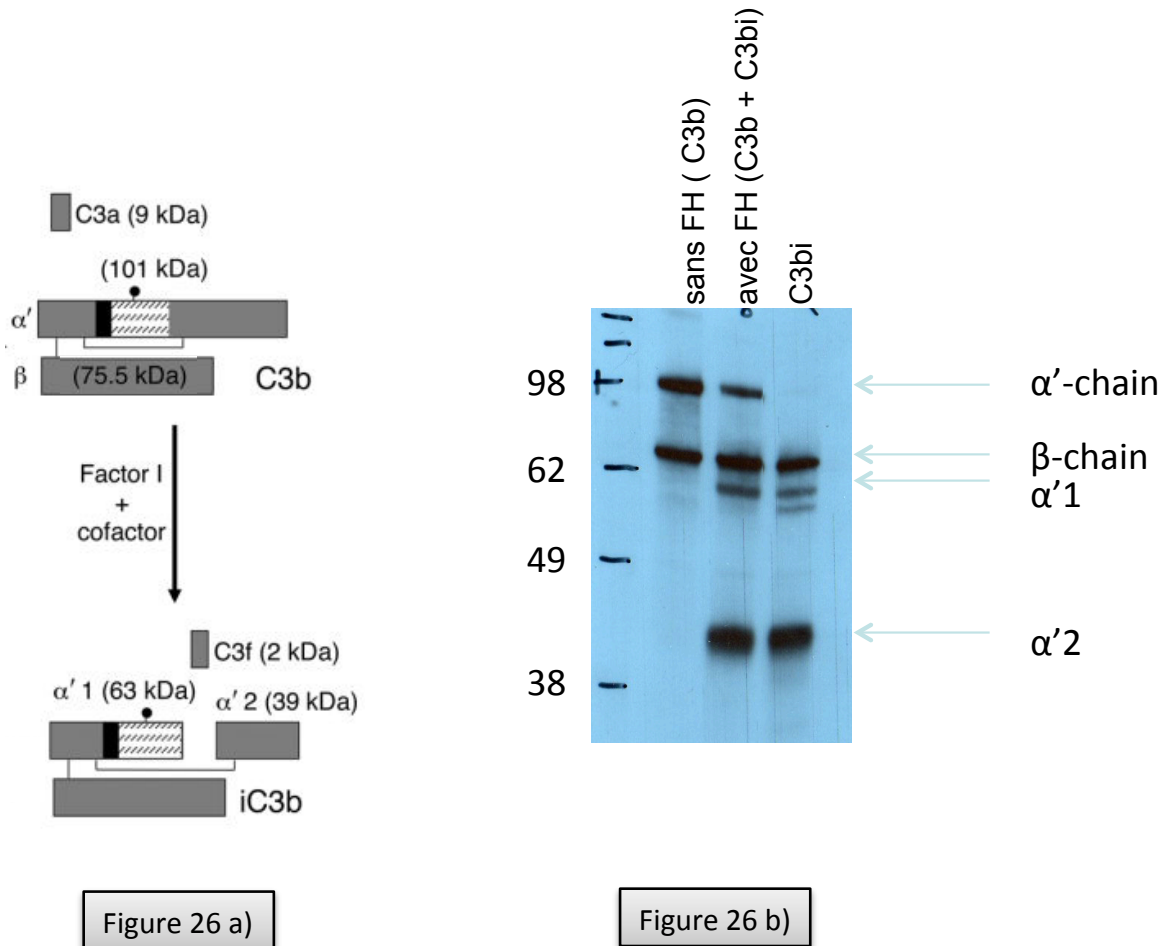 C3a (9 kDa)
(101 kDa)
α'
β
(75.5 kDa)
C3b
Factor I
+
cofactor
C3f (2 kDa)
α' 1 (63 kDa)
α' 2 (39 kDa)
iC3b
Figure 26 a)
sans FH ( C3b)
avec FH (C3b + C3bi)
C3bi
98
62
49
38
α'-chain
β-chain
α'1
α'2
Figure 26 b)